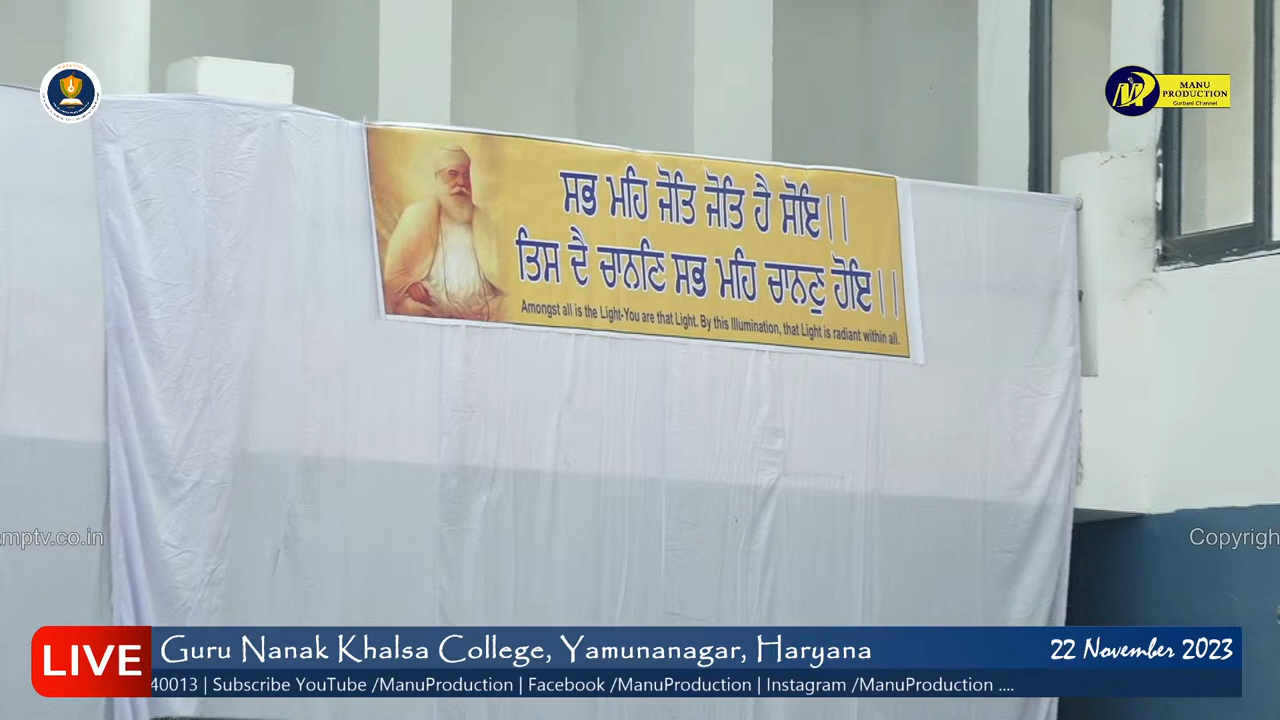 MANU
PRODUCTION
Gurbani Channel
ਸਭ ਮਹਿ ਜੋਤਿ ਜੋਤਿ ਹੈ ਸੋਇ||
ਤਿਸ ਦੈ ਚਾਨਣਿ ਸਭ ਮਹਿ ਚਾਨਣੁ ਹੋਇ||
Amongst all is the Light-You are that Light. By this Illumination, that Light is radiant within all.
mptv.co.in
Copyrigh
LIVE
Guru Nanak Khalsa College, Yamunanagar, Haryana
22 November 2023
40013 | Subscribe YouTube /ManuProduction | Facebook /ManuProduction | Instagram /ManuProduction ....